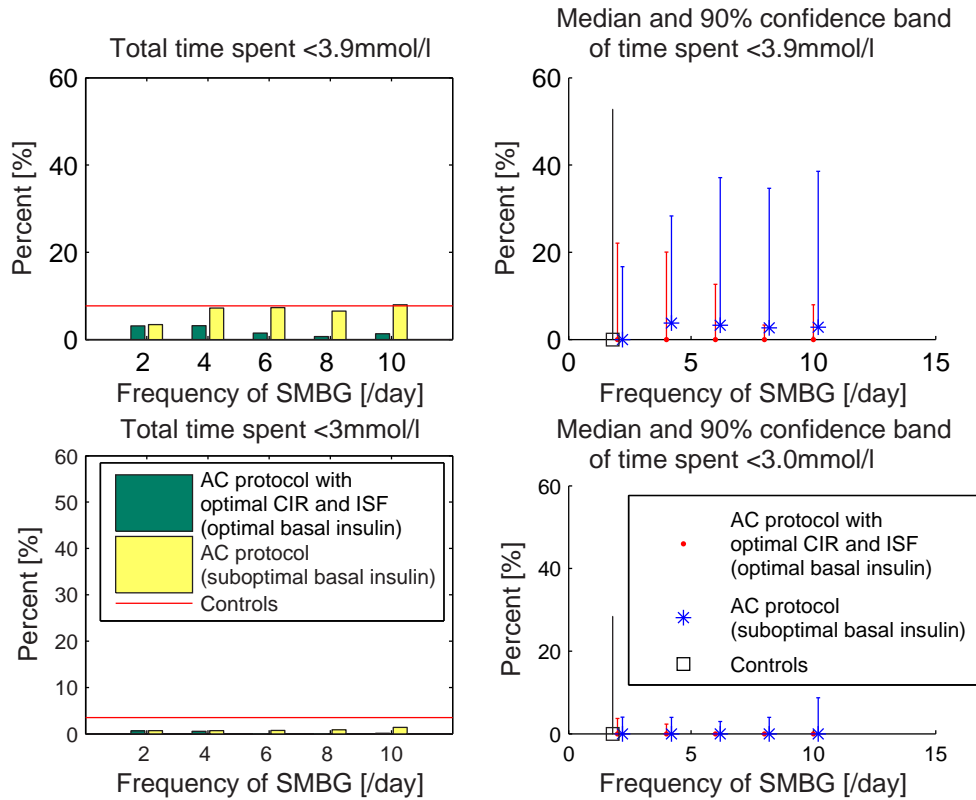 Total time spent <3.9mmol/l
60
40
20
0
Percent [%]
2 4 6 8 10
Frequency of SMBG [/day]
Median and 90% confidence band
of time spent <3.9mmol/l
60
40
20
0
Percent [%]
0 5 10 15
Frequency of SMBG [/day]
Total time spent <3mmol/l
60
50
40
30
20
10
0
Percent [%]
AC protocol with
optimal CIR and ISF
(optimal basal insulin)
AC protocol
(suboptimal basal insulin)
Controls
2 4 6 8 10
Frequency of SMBG [/day]
Median and 90% confidence band
of time spent <3.0mmol/l
60
40
20
0
Percent [%]
AC protocol with
optimal CIR and ISF
(optimal basal insulin)
AC protocol
(suboptimal basal insulin)
Controls
0 5 10 15
Frequency of SMBG [/day]